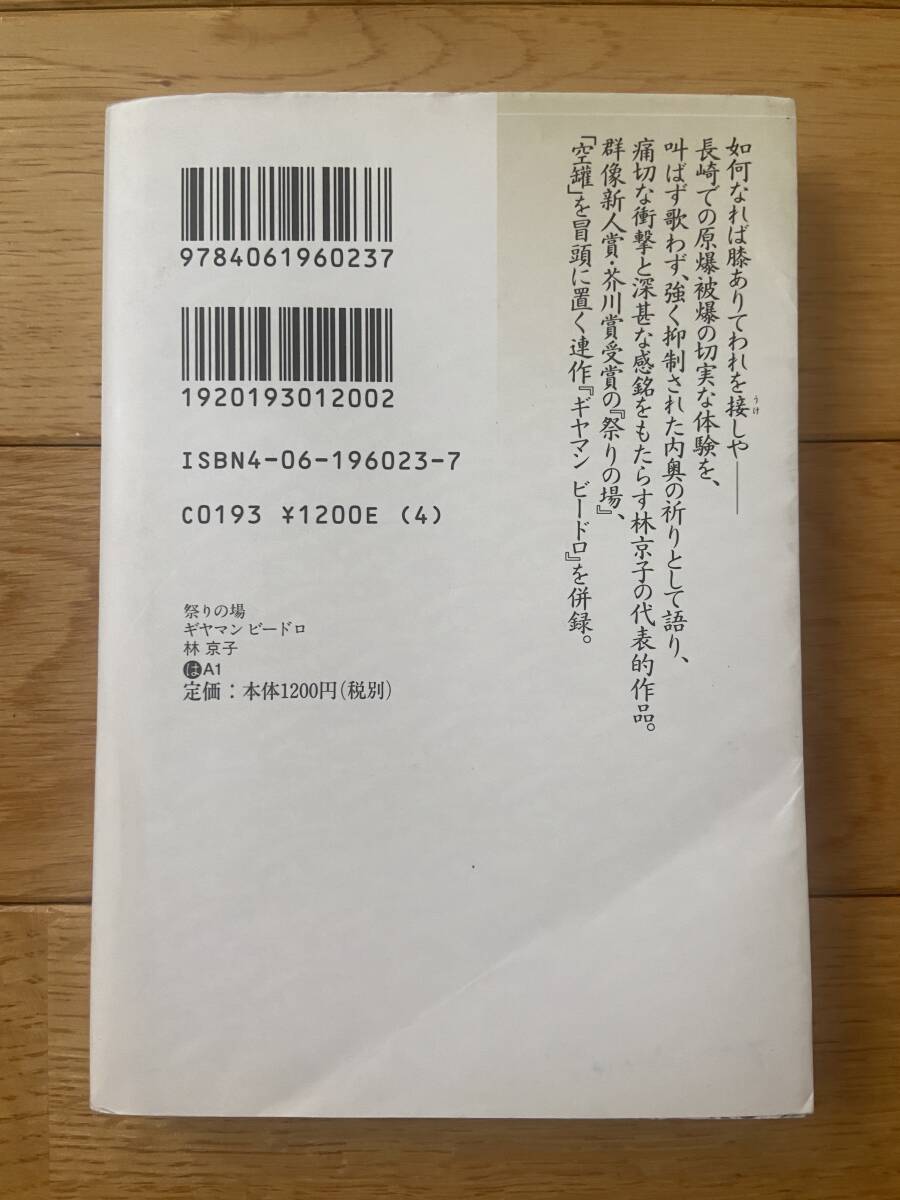 如何なれば膝ありてわれを接しや――
うけ
長崎での原爆被爆の切実な体験を、
叫ばず歌わず、強く抑制された内奥の祈りとして語り、
痛切な衝撃と深甚な感銘をもたらす林京子の代表的作品。
群像新人賞・芥川賞受賞の『祭りの場』、
「空罐」を冒頭に置く連作『ギヤマン ビードロ』を併録。
9784061960237
1920193012002
ISBN4-06-196023-7
C0193 ¥1200E (4)
祭りの場
ギヤマン ビードロ
林 京子
はA1
定価：本体1200円(税別)